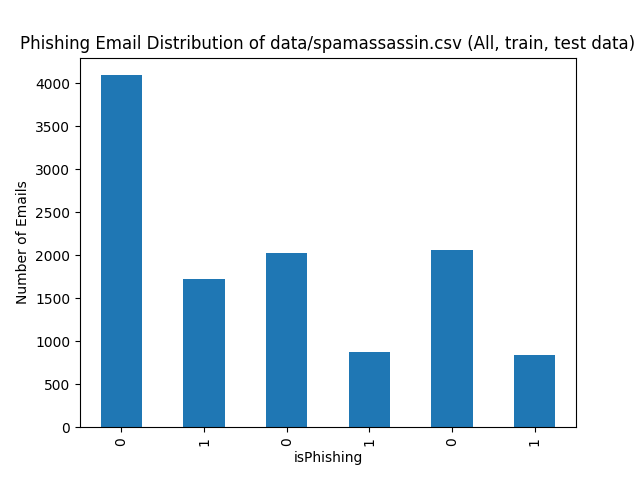 Phishing Email Distribution of data/spamassassin.csv (All, train, test data)
Number of Emails
4000
3500
3000
2500
2000
1500
1000
500
0
0 1 0 1 0 1
isPhishing